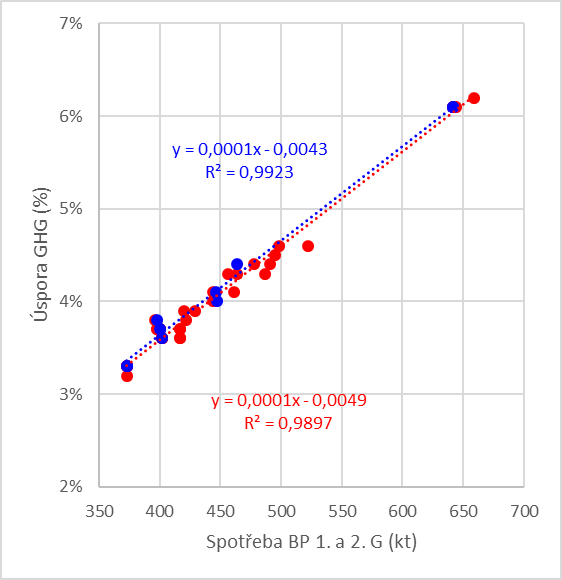 7%
6%
5%
4%
3%
2%
Úspora GHG (%)
y = 0,0001x - 0,0043
R² = 0,9923
y = 0,0001x - 0,0049
R² = 0,9897
350 400 450 500 550 600 650 700
Spotřeba BP 1. a 2. G (kt)